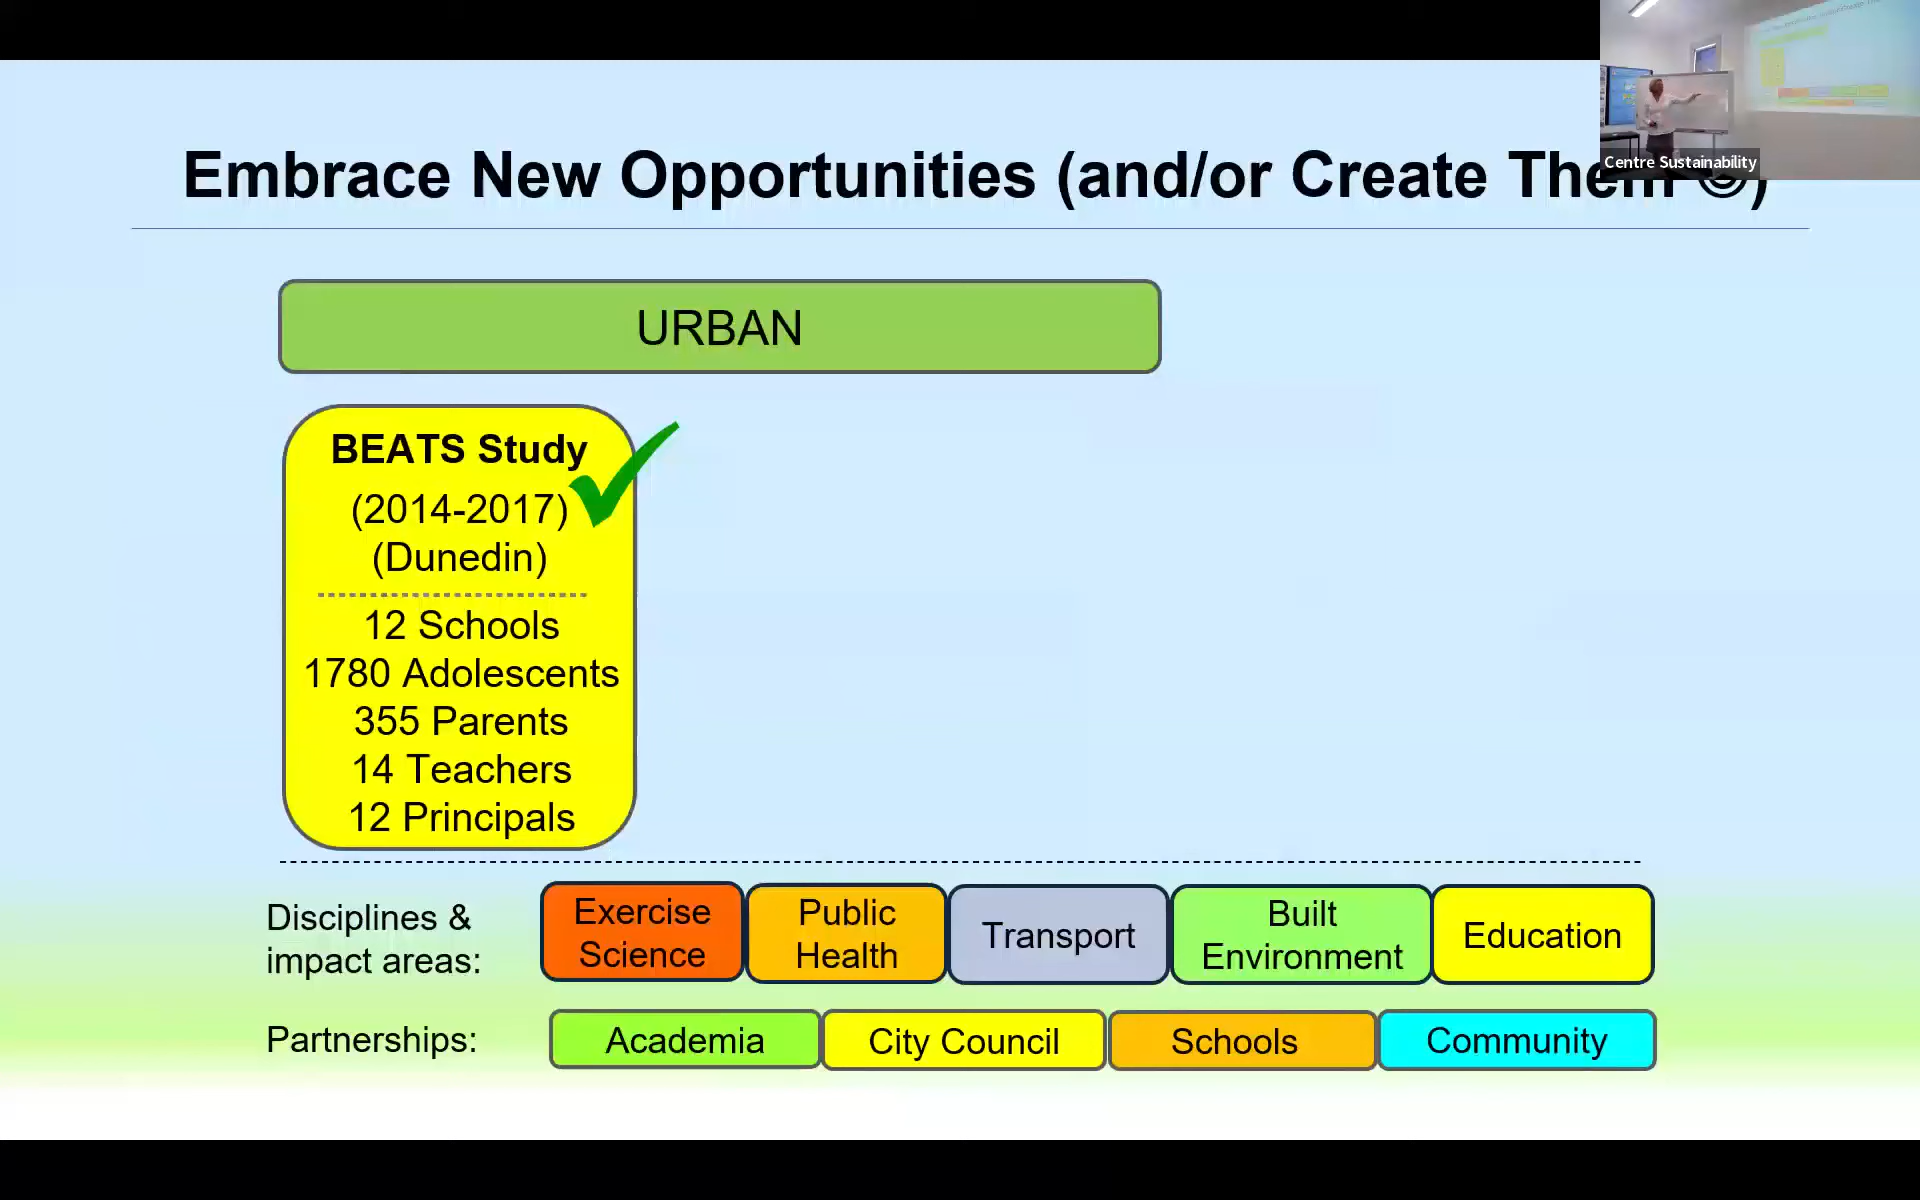 Embrace New Opportunities (and/or Create Them ☺)
Centre Sustainability
URBAN
BEATS Study
(2014-2017)
(Dunedin)
12 Schools
1780 Adolescents
355 Parents
14 Teachers
12 Principals
Disciplines &
impact areas:
Exercise
Science
Public
Health
Transport
Built
Environment
Education
Partnerships:
Academia
City Council
Schools
Community